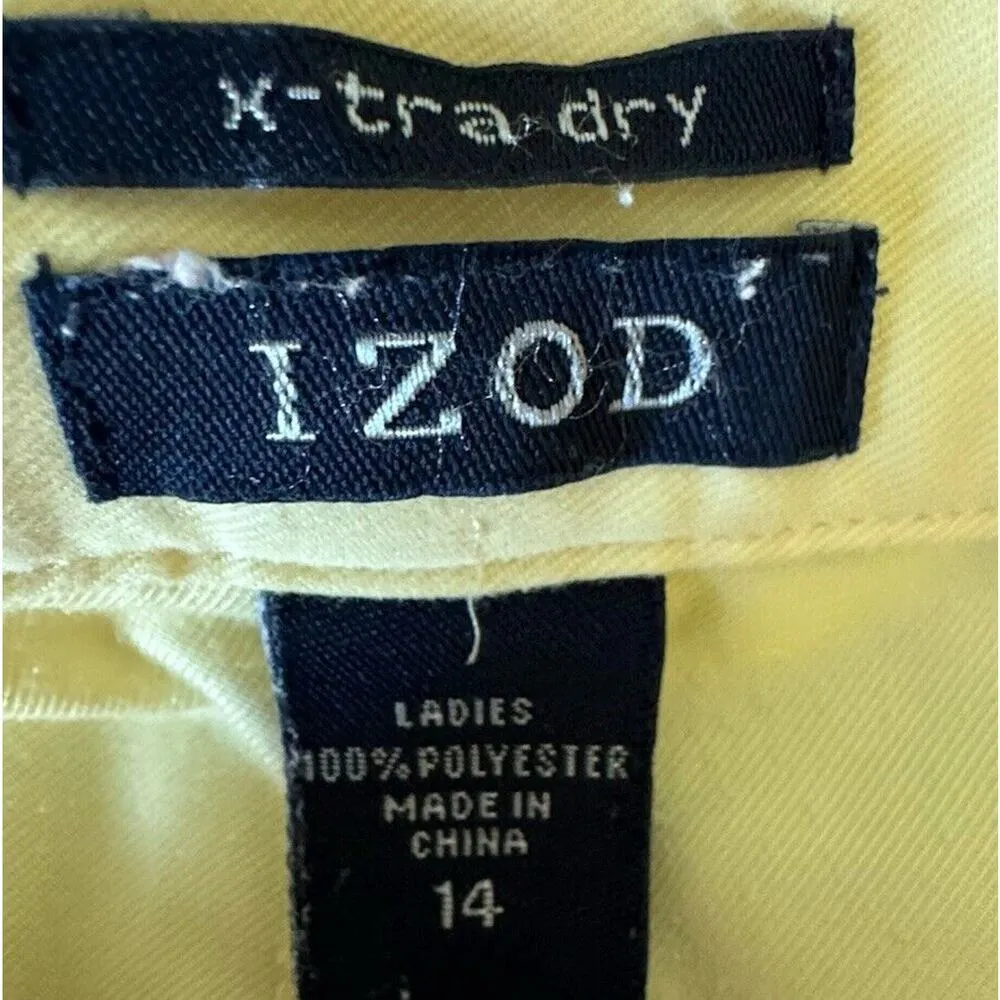 x-tra dry
IZOD
LADIES
100% POLYESTER
MADE IN
CHINA
14